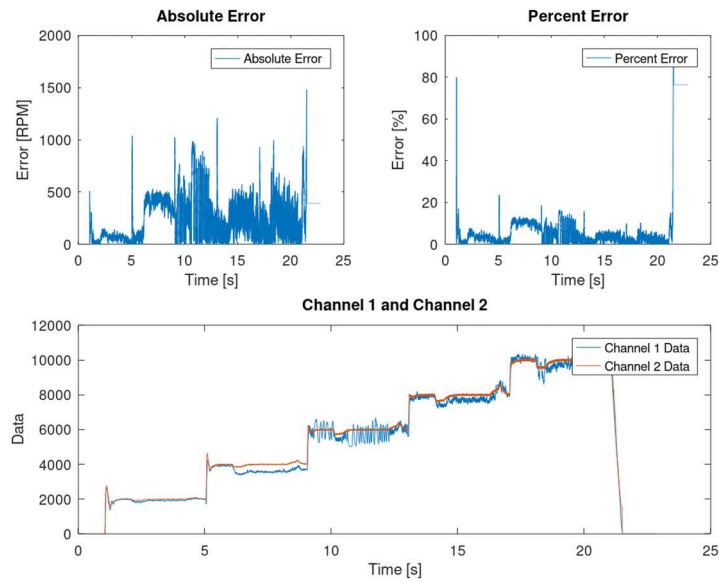 Absolute Error
Percent Error
2000
1500
1000
500
0
Error [RPM]
Absolute Error
0 5 10 15 20 25
Time [s]
100
80
60
40
20
0
Error [%]
Percent Error
0 5 10 15 20 25
Time [s]
Channel 1 and Channel 2
12000
10000
8000
6000
4000
2000
0
Data
Channel 1 Data
Channel 2 Data
0 5 10 15 20 25
Time [s]